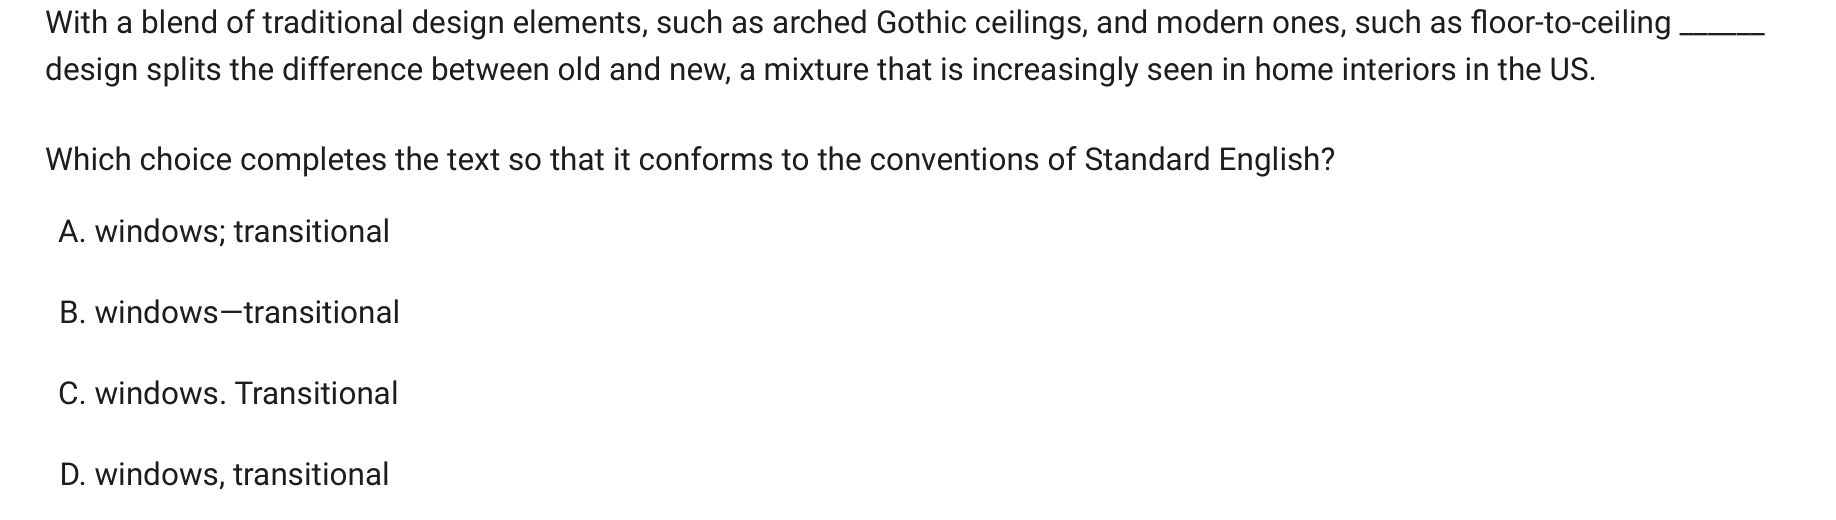 With a blend of traditional design elements, such as arched Gothic ceilings, and modern ones, such as floor-to-ceiling ______
design splits the difference between old and new, a mixture that is increasingly seen in home interiors in the US.
Which choice completes the text so that it conforms to the conventions of Standard English?
A. windows; transitional
B. windows—transitional
C. windows. Transitional
D. windows, transitional